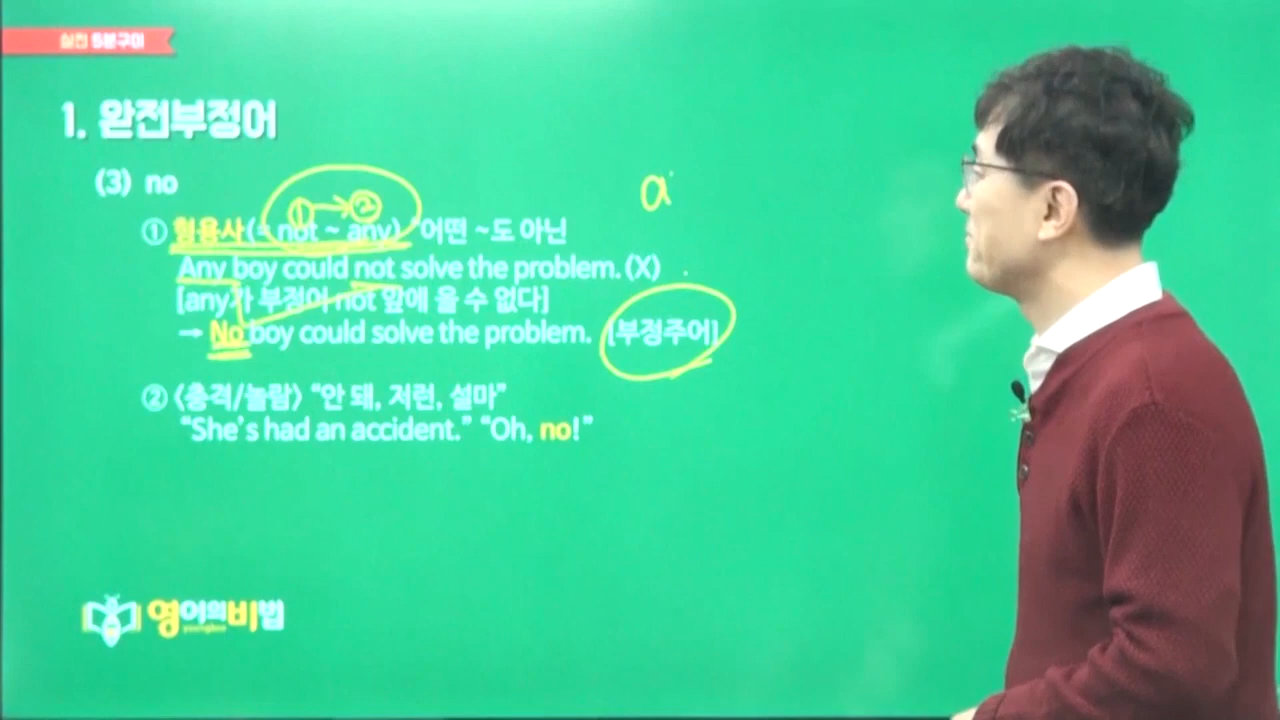 실전 5분구미
1. 완전부정어
(3) no
① 형용사(= not ~ any) “어떤 ~도 아닌
① → ②
a
Any boy could not solve the problem. (X)
[any가 부정어 not 앞에 올 수 없다]
→ No boy could solve the problem. [부정주어]
② 〈충격/놀람〉 “안 돼, 저런, 설마”
“She's had an accident.” “Oh, no!”
영어의비법